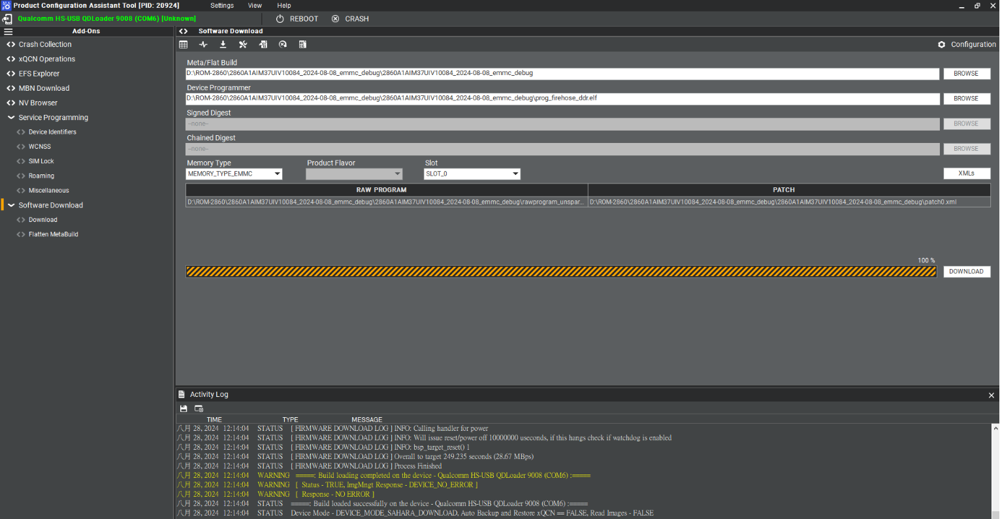 Product Configuration Assistant Tool [PID: 20924] Settings View Help
Qualcomm HS-USB QDLoader 9008 (COM6) [Unknown] REBOOT CRASH
Add-Ons
Crash Collection
xQCN Operations
EFS Explorer
MBN Download
NV Browser
Service Programming
Device Identifiers
WCNSS
SIM Lock
Roaming
Miscellaneous
Software Download
Download
Flatten MetaBuild
Software Download
Configuration
Meta/Flat Build
D:\ROM-2860\2860A1AIM37UIV10084_2024-08-08_emmc_debug\2860A1AIM37UIV10084_2024-08-08_emmc_debug BROWSE
Device Programmer
D:\ROM-2860\2860A1AIM37UIV10084_2024-08-08_emmc_debug\2860A1AIM37UIV10084_2024-08-08_emmc_debug\prog_firehose_ddr.elf BROWSE
Signed Digest
--none-- BROWSE
Chained Digest
--none-- BROWSE
Memory Type Product Flavor Slot
MEMORY_TYPE_EMMC SLOT_0 XMLs
RAW PROGRAM PATCH
D:\ROM-2860\2860A1AIM37UIV10084_2024-08-08_emmc_debug\2860A1AIM37UIV10084_2024-08-08_emmc_debug\rawprogram_unspar... D:\ROM-2860\2860A1AIM37UIV10084_2024-08-08_emmc_debug\2860A1AIM37UIV10084_2024-08-08_emmc_debug\patch0.xml
100 %
DOWNLOAD
Activity Log
TIME TYPE MESSAGE
八月 28, 2024 12:14:04 STATUS [ FIRMWARE DOWNLOAD LOG ] INFO: Calling handler for power
八月 28, 2024 12:14:04 STATUS [ FIRMWARE DOWNLOAD LOG ] INFO: Will issue reset/power off 10000000 useconds, if this hangs check if watchdog is enabled
八月 28, 2024 12:14:04 STATUS [ FIRMWARE DOWNLOAD LOG ] INFO: bsp_target_reset() 1
八月 28, 2024 12:14:04 STATUS [ FIRMWARE DOWNLOAD LOG ] Overall to target 249.235 seconds (28.67 MBps)
八月 28, 2024 12:14:04 STATUS [ FIRMWARE DOWNLOAD LOG ] Process Finished
八月 28, 2024 12:14:04 WARNING =====: Build loading completed on the device - Qualcomm HS-USB QDLoader 9008 (COM6) :=====
八月 28, 2024 12:14:04 WARNING [ Status - TRUE, ImgMngt Response - DEVICE_NO_ERROR ]
八月 28, 2024 12:14:04 WARNING [ Response - NO ERROR ]
八月 28, 2024 12:14:04 STATUS =====: Build loaded successfully on the device - Qualcomm HS-USB QDLoader 9008 (COM6) :=====
八月 28, 2024 12:14:04 STATUS Device Mode - DEVICE_MODE_SAHARA_DOWNLOAD, Auto Backup and Restore xQCN == FALSE, Read Images - FALSE